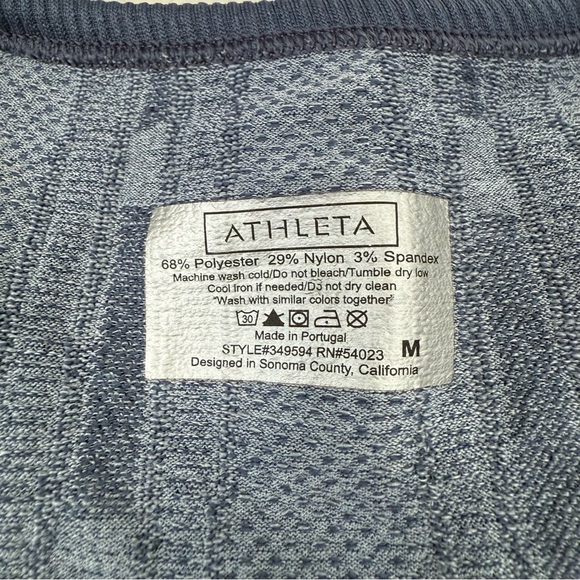 ATHLETA
68% Polyester 29% Nylon 3% Spandex
Machine wash cold/Do not bleach/Tumble dry low
Cool iron if needed/Do not dry clean
"Wash with similar colors together"
30
Made in Portugal
STYLE#349594 RN#54023 M
Designed in Sonoma County, California